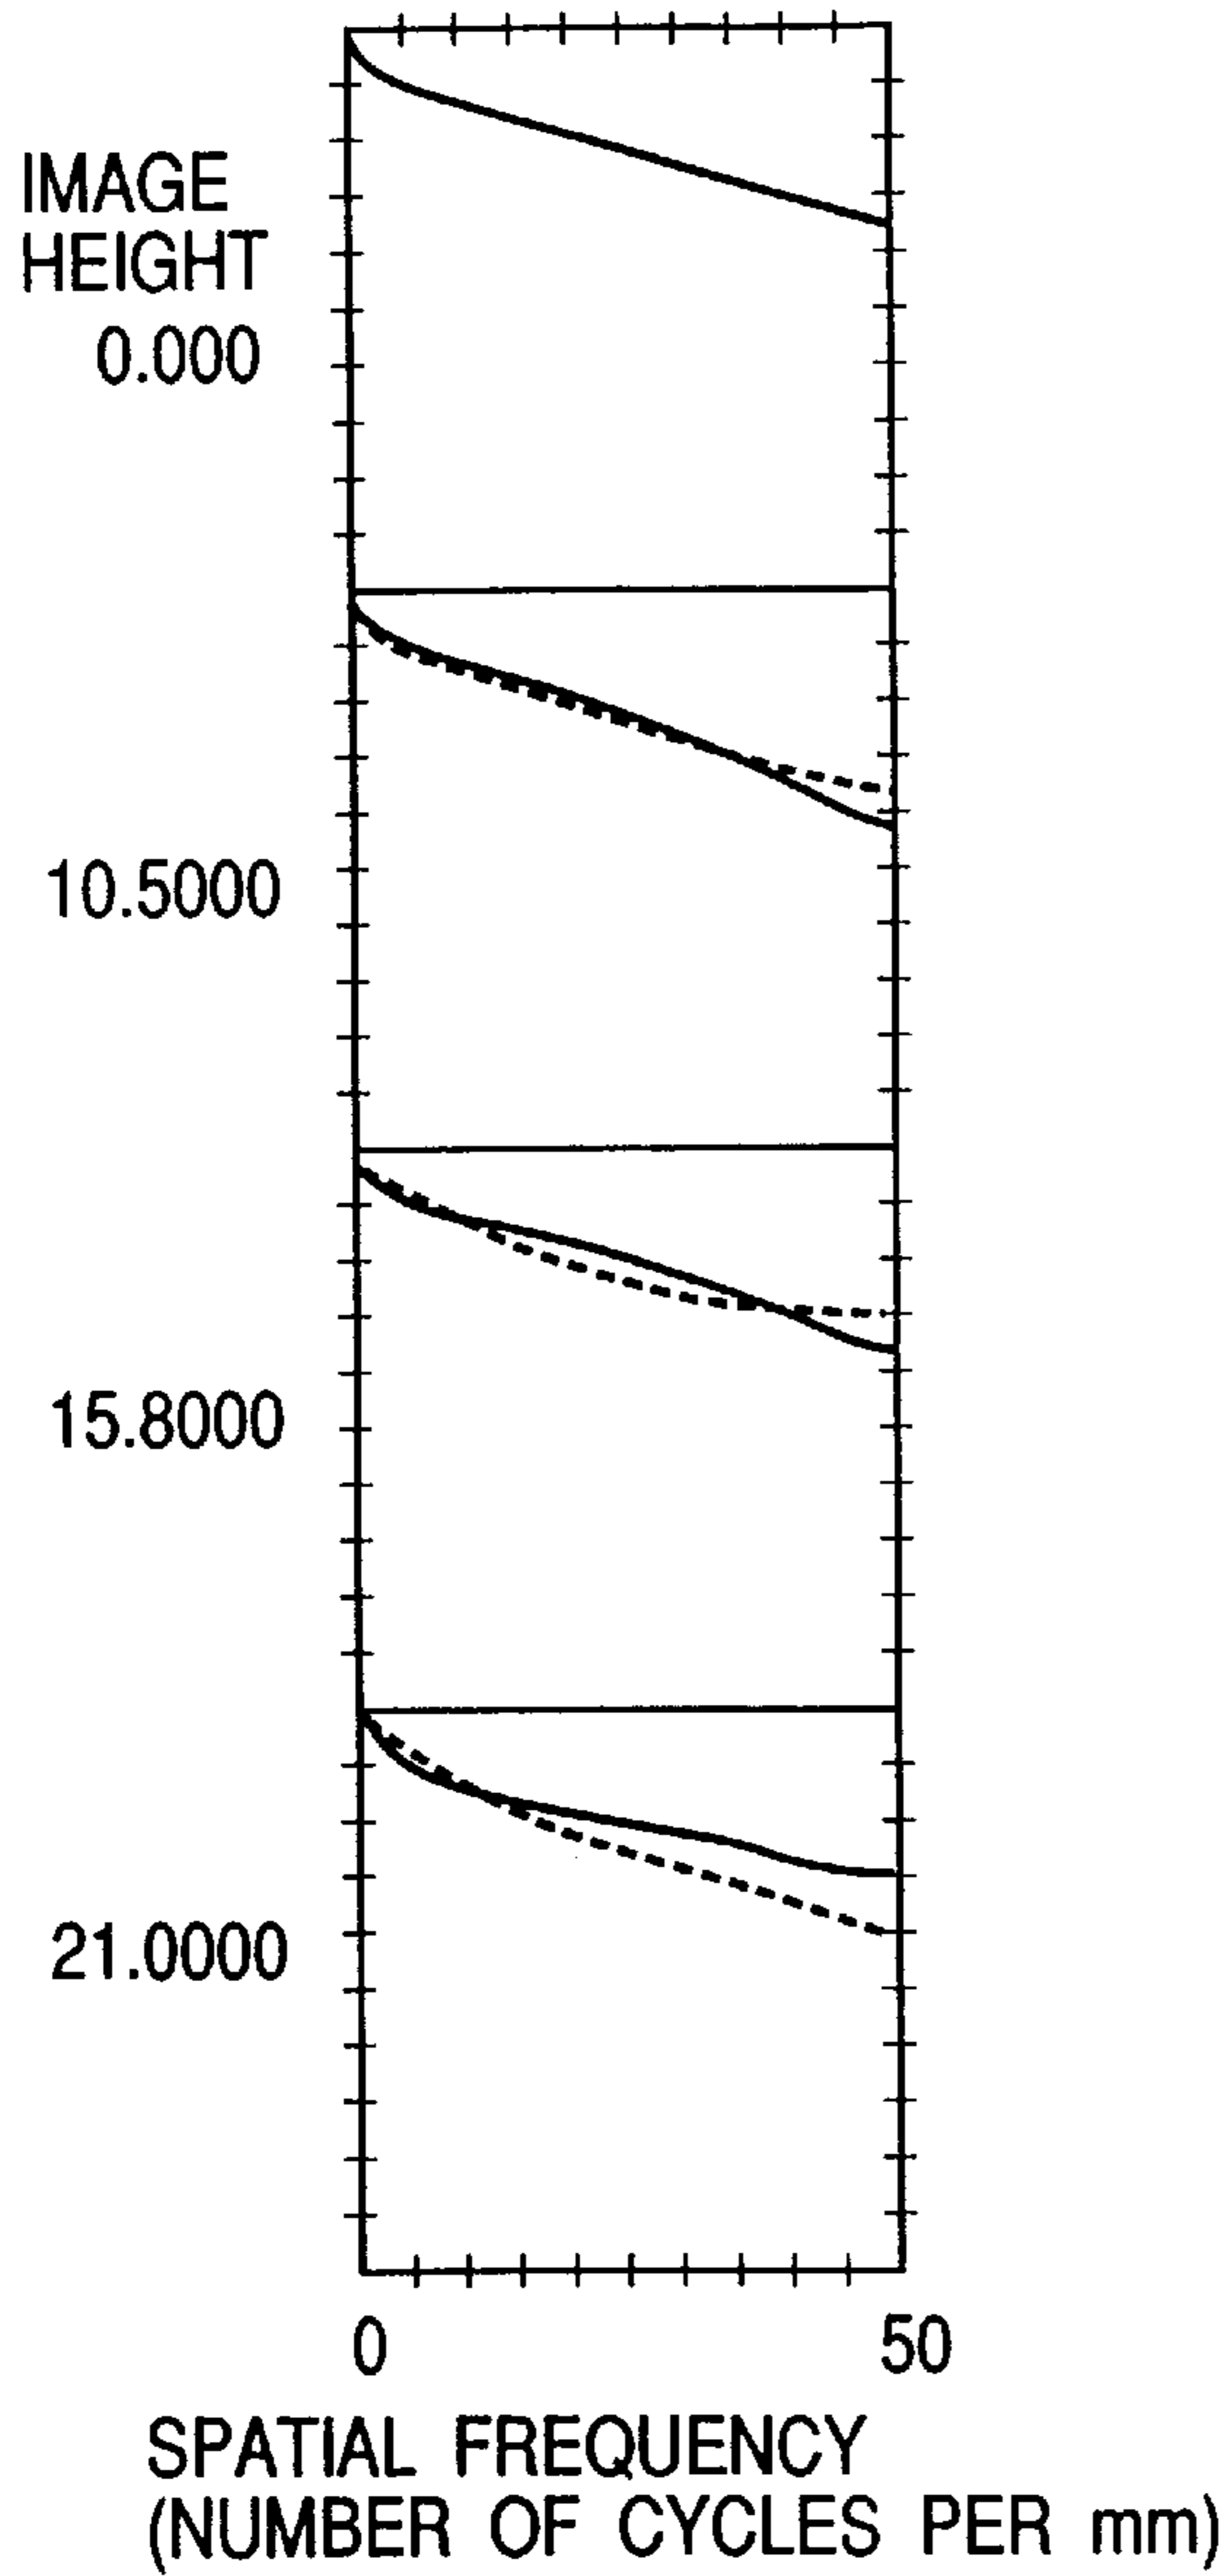 IMAGE
HEIGHT
0.000
10.5000
15.8000
21.0000
0 50
SPATIAL FREQUENCY
(NUMBER OF CYCLES PER mm)